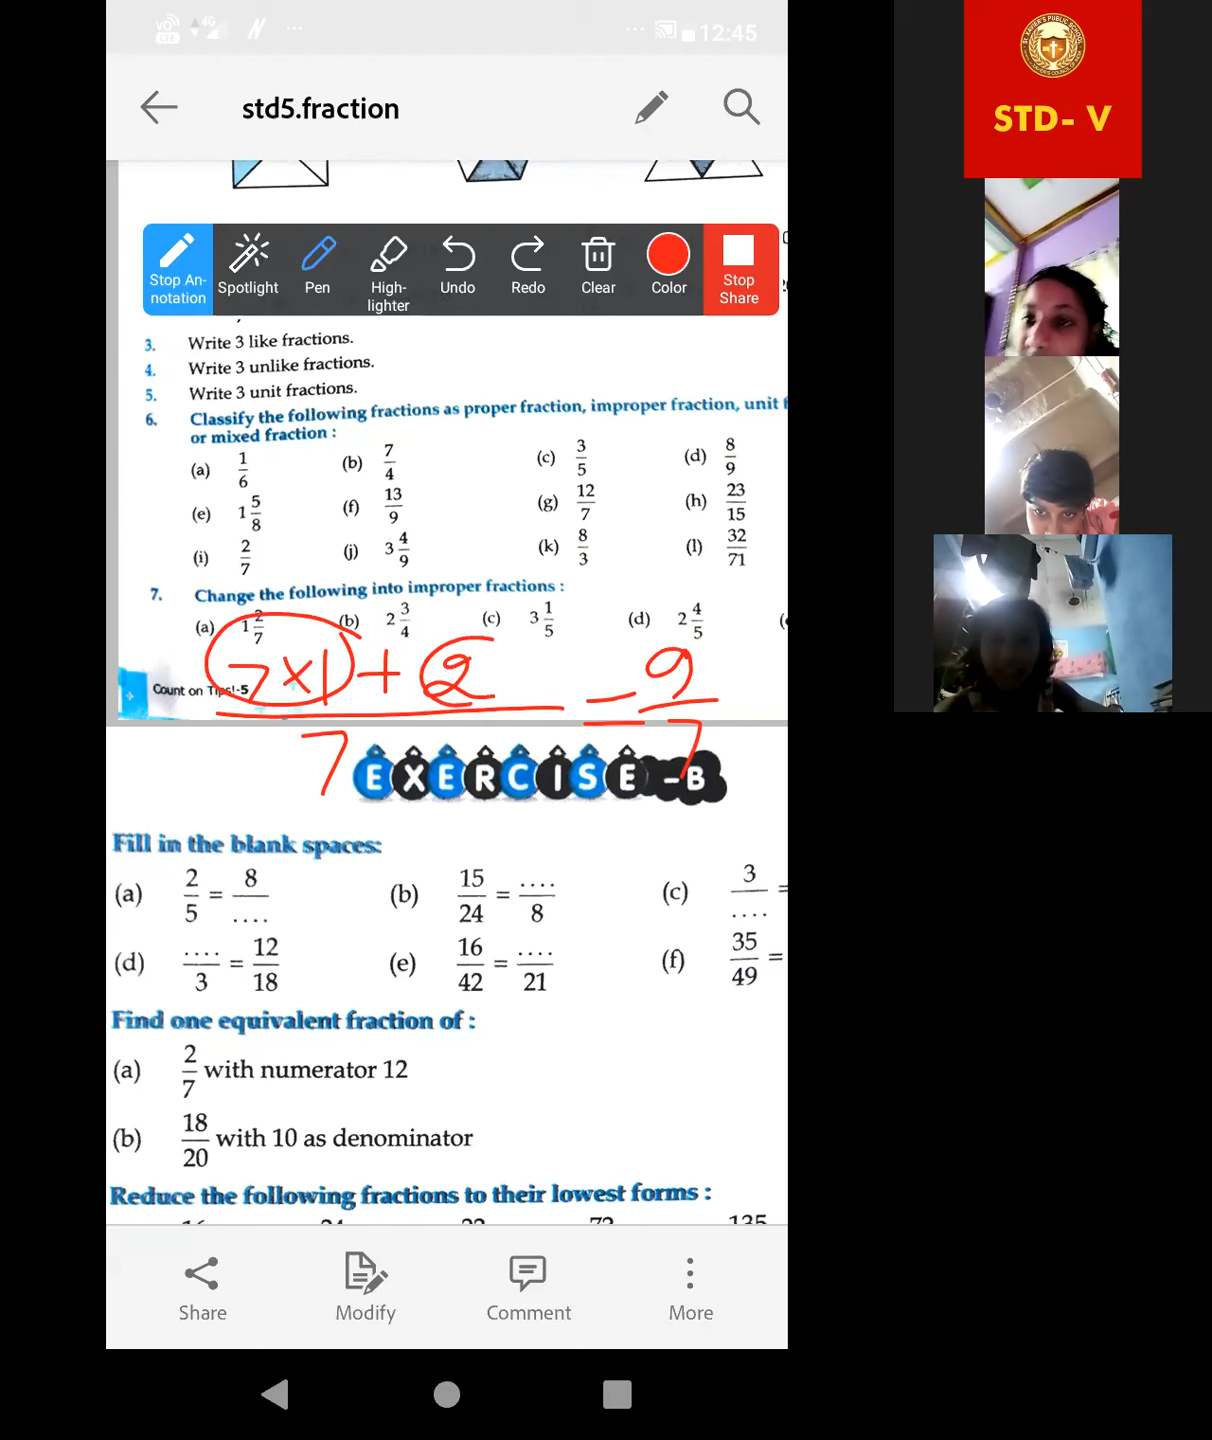 VO LTE 4G 12:45
std5.fraction
Stop Annotation Spotlight Pen Highlighter Undo Redo Clear Color Stop Share
3. Write 3 like fractions.
4. Write 3 unlike fractions.
5. Write 3 unit fractions.
6. Classify the following fractions as proper fraction, improper fraction, unit
or mixed fraction :
(a) 1/6 (b) 7/4 (c) 3/5 (d) 8/9
(e) 1 5/8 (f) 13/9 (g) 12/7 (h) 23/15
(i) 2/7 (j) 3 4/9 (k) 8/3 (l) 32/71
7. Change the following into improper fractions :
(a) 1 2/7 (b) 2 3/4 (c) 3 1/5 (d) 2 4/5
7×1 + 2 = 9
7 7
Count on Tips!-5
EXERCISE -B
Fill in the blank spaces:
(a) 2/5 = 8/.... (b) 15/24 = ..../8 (c) 3/.... =
(d) ..../3 = 12/18 (e) 16/42 = ..../21 (f) 35/49 =
Find one equivalent fraction of :
(a) 2/7 with numerator 12
(b) 18/20 with 10 as denominator
Reduce the following fractions to their lowest forms :
Share Modify Comment More
STD- V